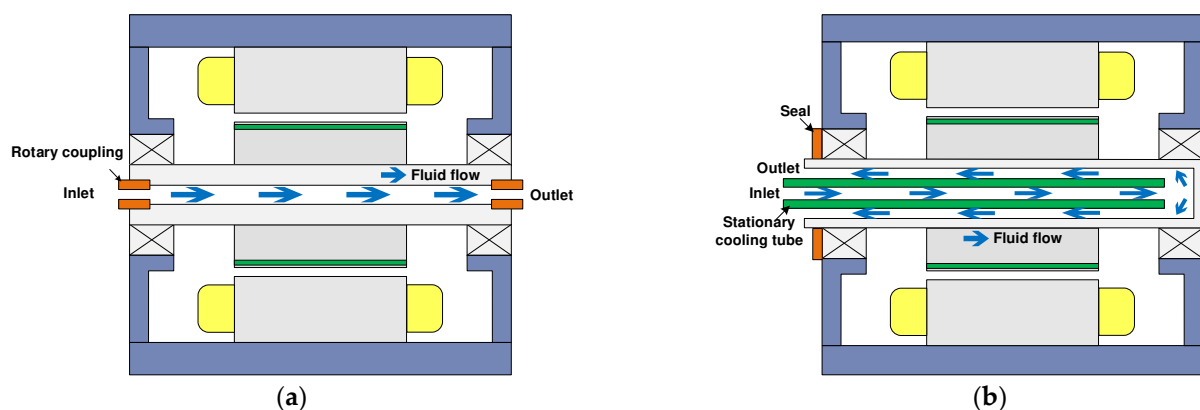 Rotary coupling
Fluid flow
Inlet
Outlet
(a)
Seal
Outlet
Inlet
Stationary
cooling tube
Fluid flow
(b)